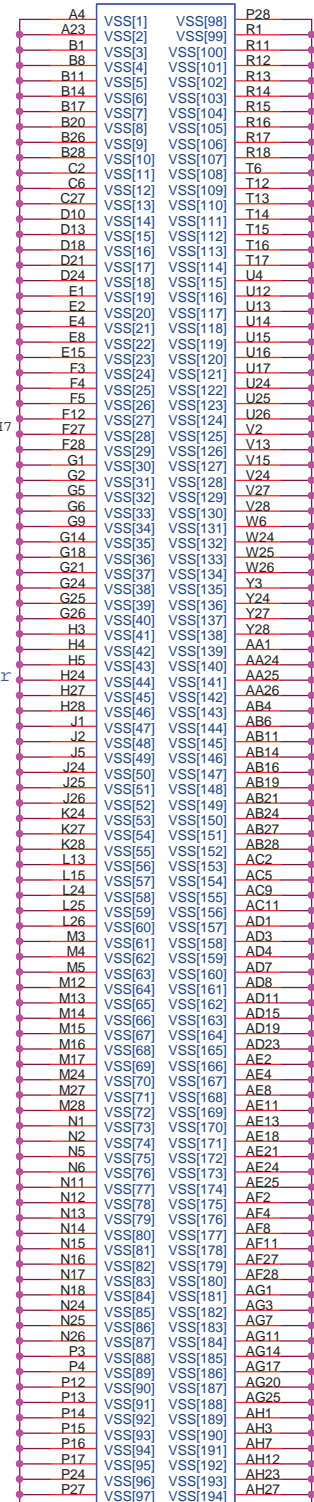 A4 VSS[1] VSS[98] P28
A23 VSS[2] VSS[99] R1
B1 VSS[3] VSS[100] R11
B8 VSS[4] VSS[101] R12
B11 VSS[5] VSS[102] R13
B14 VSS[6] VSS[103] R14
B17 VSS[7] VSS[104] R15
B20 VSS[8] VSS[105] R16
B26 VSS[9] VSS[106] R17
B28 VSS[10] VSS[107] R18
C2 VSS[11] VSS[108] T6
C6 VSS[12] VSS[109] T12
C27 VSS[13] VSS[110] T13
D10 VSS[14] VSS[111] T14
D13 VSS[15] VSS[112] T15
D18 VSS[16] VSS[113] T16
D21 VSS[17] VSS[114] T17
D24 VSS[18] VSS[115] U4
E1 VSS[19] VSS[116] U12
E2 VSS[20] VSS[117] U13
E4 VSS[21] VSS[118] U14
E8 VSS[22] VSS[119] U15
E15 VSS[23] VSS[120] U16
F3 VSS[24] VSS[121] U17
F4 VSS[25] VSS[122] U24
F5 VSS[26] VSS[123] U25
F12 VSS[27] VSS[124] U26
F27 VSS[28] VSS[125] V2
F28 VSS[29] VSS[126] V13
G1 VSS[30] VSS[127] V15
G2 VSS[31] VSS[128] V24
G5 VSS[32] VSS[129] V27
G6 VSS[33] VSS[130] V28
G9 VSS[34] VSS[131] W6
G14 VSS[35] VSS[132] W24
G18 VSS[36] VSS[133] W25
G21 VSS[37] VSS[134] W26
G24 VSS[38] VSS[135] Y3
G25 VSS[39] VSS[136] Y24
G26 VSS[40] VSS[137] Y27
H3 VSS[41] VSS[138] Y28
H4 VSS[42] VSS[139] AA1
H5 VSS[43] VSS[140] AA24
r H24 VSS[44] VSS[141] AA25
H27 VSS[45] VSS[142] AA26
H28 VSS[46] VSS[143] AB4
J1 VSS[47] VSS[144] AB6
J2 VSS[48] VSS[145] AB11
J5 VSS[49] VSS[146] AB14
J24 VSS[50] VSS[147] AB16
J25 VSS[51] VSS[148] AB19
J26 VSS[52] VSS[149] AB21
K24 VSS[53] VSS[150] AB24
K27 VSS[54] VSS[151] AB27
K28 VSS[55] VSS[152] AB28
L13 VSS[56] VSS[153] AC2
L15 VSS[57] VSS[154] AC5
L24 VSS[58] VSS[155] AC9
L25 VSS[59] VSS[156] AC11
L26 VSS[60] VSS[157] AD1
M3 VSS[61] VSS[158] AD3
M4 VSS[62] VSS[159] AD4
M5 VSS[63] VSS[160] AD7
M12 VSS[64] VSS[161] AD8
M13 VSS[65] VSS[162] AD11
M14 VSS[66] VSS[163] AD15
M15 VSS[67] VSS[164] AD19
M16 VSS[68] VSS[165] AD23
M17 VSS[69] VSS[166] AE2
M24 VSS[70] VSS[167] AE4
M27 VSS[71] VSS[168] AE8
M28 VSS[72] VSS[169] AE11
N1 VSS[73] VSS[170] AE13
N2 VSS[74] VSS[171] AE18
N5 VSS[75] VSS[172] AE21
N6 VSS[76] VSS[173] AE24
N11 VSS[77] VSS[174] AE25
N12 VSS[78] VSS[175] AF2
N13 VSS[79] VSS[176] AF4
N14 VSS[80] VSS[177] AF8
N15 VSS[81] VSS[178] AF11
N16 VSS[82] VSS[179] AF27
N17 VSS[83] VSS[180] AF28
N18 VSS[84] VSS[181] AG1
N24 VSS[85] VSS[182] AG3
N25 VSS[86] VSS[183] AG7
N26 VSS[87] VSS[184] AG11
P3 VSS[88] VSS[185] AG14
P4 VSS[89] VSS[186] AG17
P12 VSS[90] VSS[187] AG20
P13 VSS[91] VSS[188] AG25
P14 VSS[92] VSS[189] AH1
P15 VSS[93] VSS[190] AH3
P16 VSS[94] VSS[191] AH7
P17 VSS[95] VSS[192] AH12
P24 VSS[96] VSS[193] AH23
P27 VSS[97] VSS[194] AH27